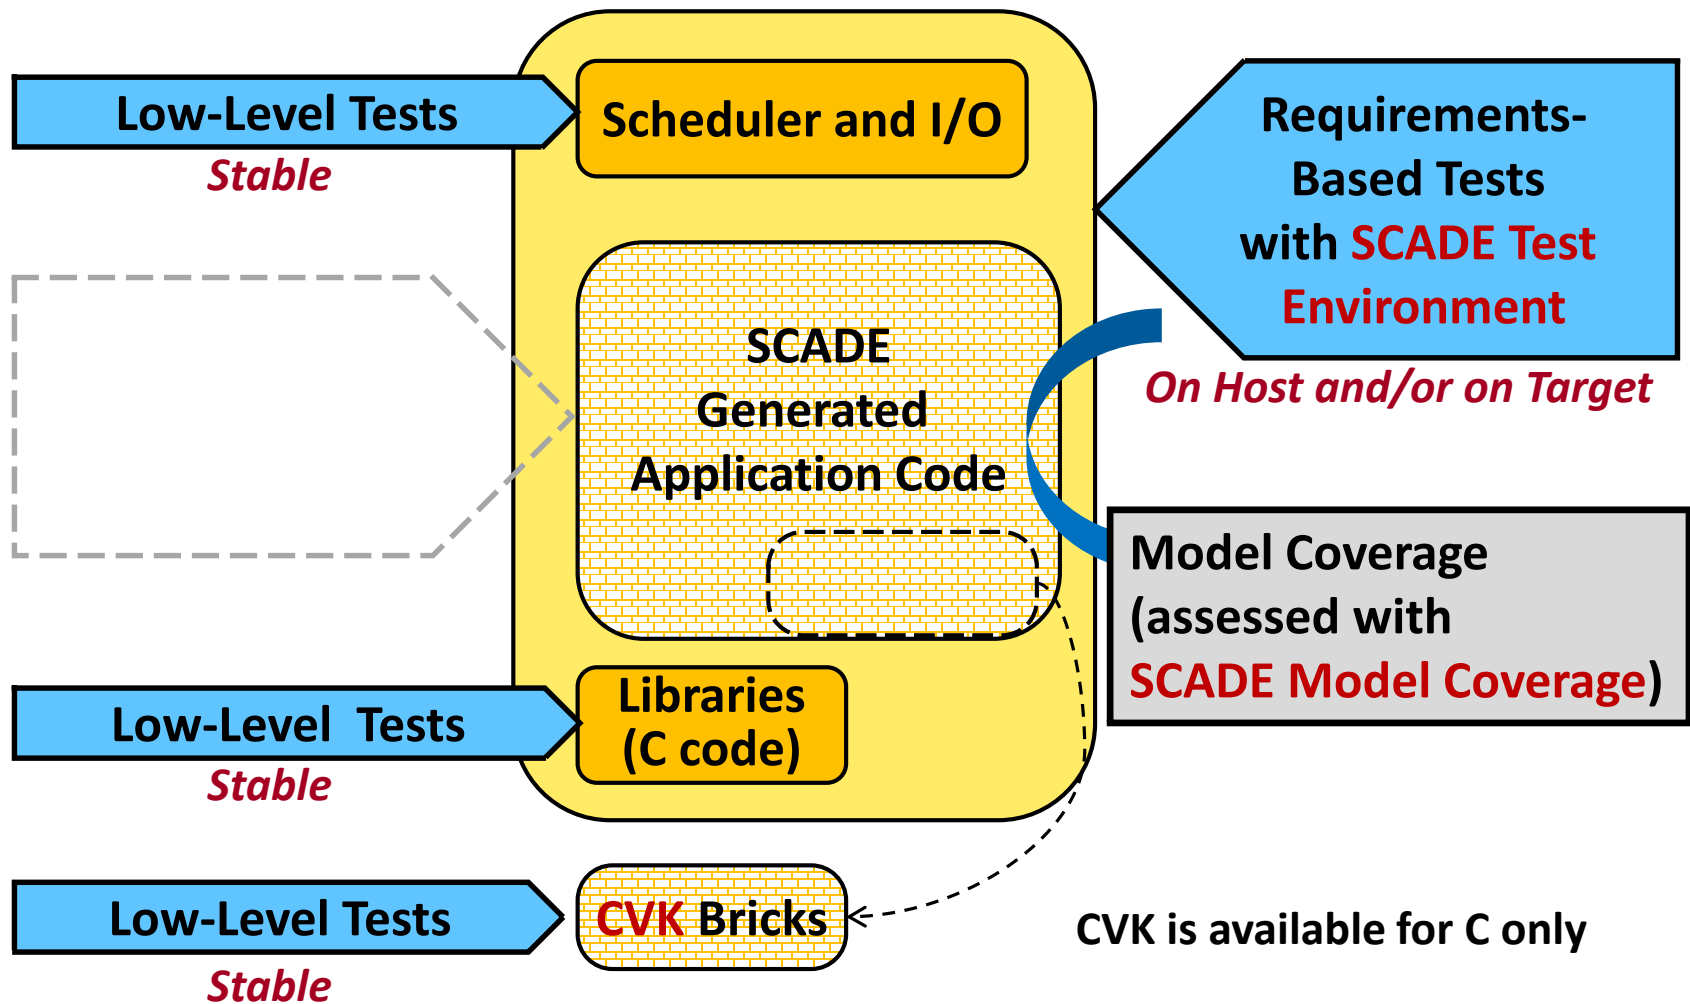 Low-Level Tests
Stable
Scheduler and I/O
Requirements-
Based Tests
with SCADE Test
Environment
On Host and/or on Target
SCADE
Generated
Application Code
Model Coverage
(assessed with
SCADE Model Coverage)
Low-Level Tests
Stable
Libraries
(C code)
Low-Level Tests
Stable
CVK Bricks
CVK is available for C only